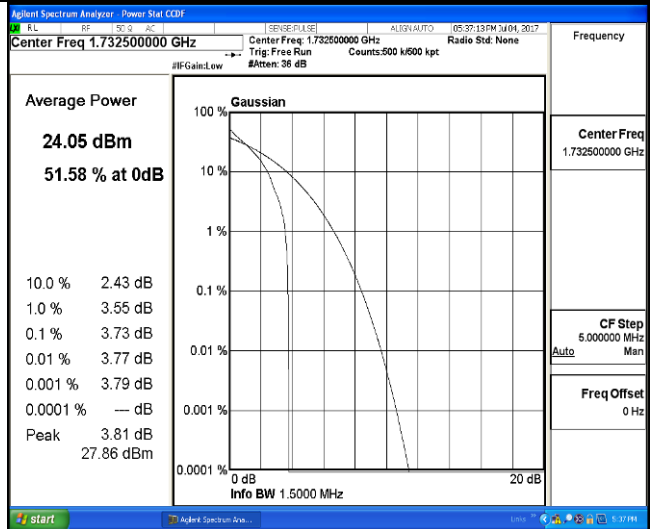 Agilent Spectrum Analyzer - Power Stat CCDF
RL RF 50 Ω AC SENSE:PULSE ALIGN AUTO 05:37:13 PM Jul 04, 2017
Center Freq 1.732500000 GHz
Center Freq: 1.732500000 GHz Radio Std: None
Trig: Free Run Counts:500 k/500 kpt
#IFGain:Low #Atten: 36 dB
Frequency
Average Power
24.05 dBm
51.58 % at 0dB
10.0 % 2.43 dB
1.0 % 3.55 dB
0.1 % 3.73 dB
0.01 % 3.77 dB
0.001 % 3.79 dB
0.0001 % --- dB
Peak 3.81 dB
27.86 dBm
Gaussian
100 %
10 %
1 %
0.1 %
0.01 %
0.001 %
0.0001 %
0 dB 20 dB
Info BW 1.5000 MHz
Center Freq
1.732500000 GHz
CF Step
5.000000 MHz
Auto Man
Freq Offset
0 Hz
start Agilent Spectrum Ana... Links 5:37 PM